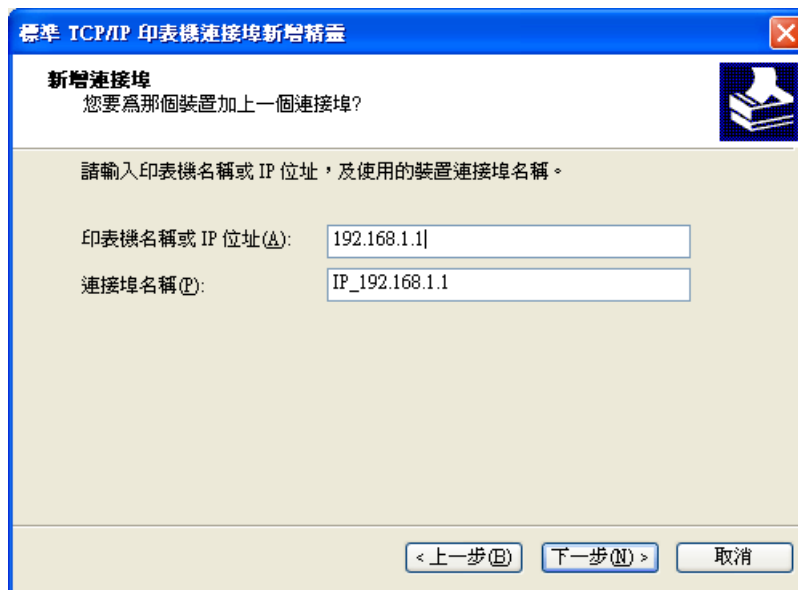 標準 TCP/IP 印表機連接埠新增精靈
新增連接埠
您要為那個裝置加上一個連接埠?
請輸入印表機名稱或 IP 位址，及使用的裝置連接埠名稱。
印表機名稱或 IP 位址(A): 192.168.1.1
連接埠名稱(P): IP_192.168.1.1
<上一步(B) 下一步(N)> 取消